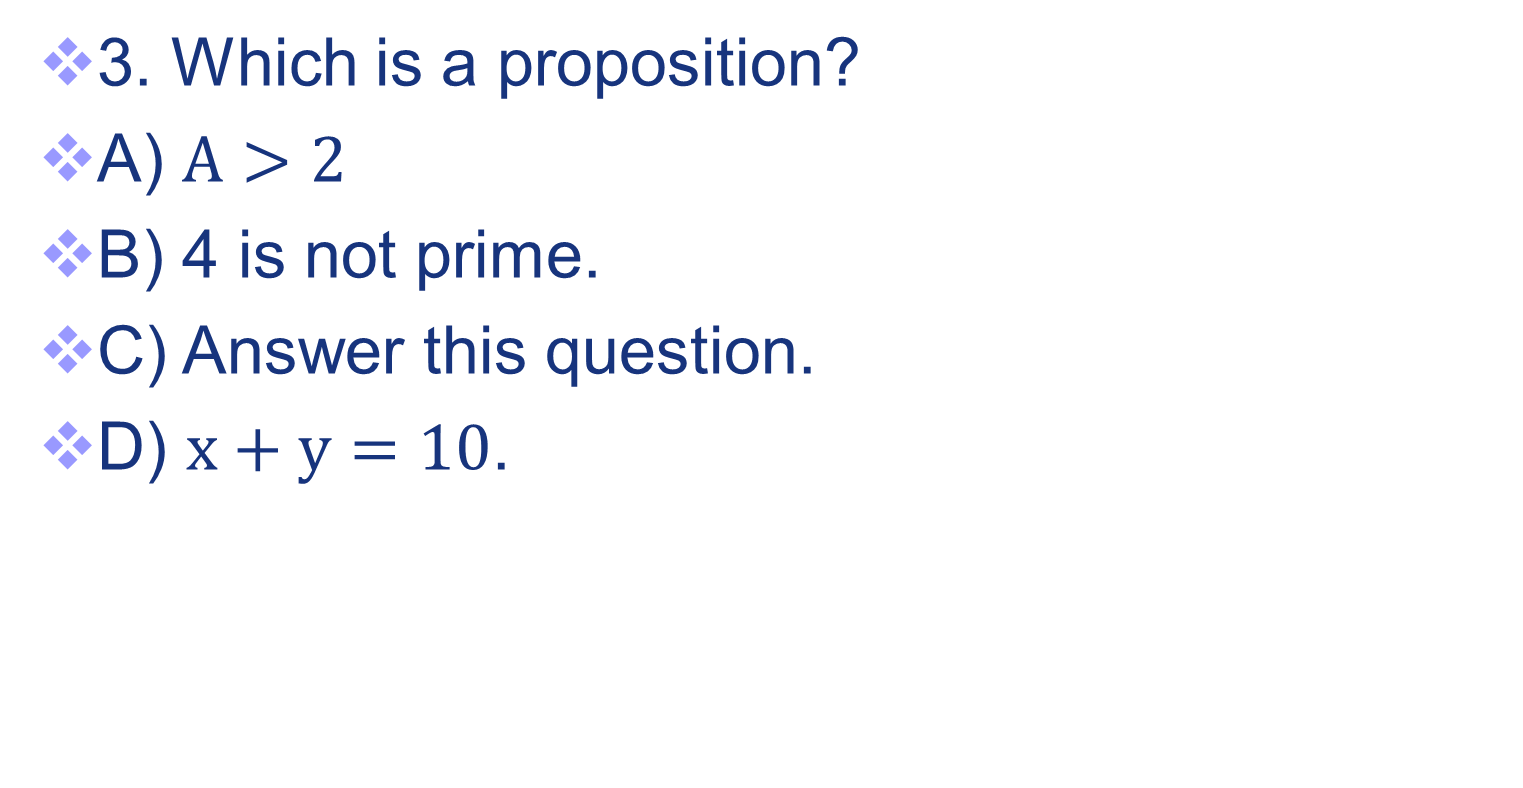 ❖3. Which is a proposition?
❖A) A > 2
❖B) 4 is not prime.
❖C) Answer this question.
❖D) x + y = 10.